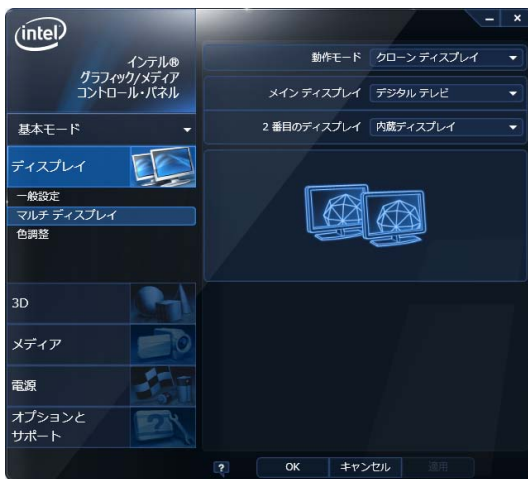 intel
インテル®
グラフィック/メディア
コントロール・パネル
基本モード
ディスプレイ
一般設定
マルチ ディスプレイ
色調整
3D
メディア
電源
オプションと
サポート
動作モード クローン ディスプレイ
メイン ディスプレイ デジタル テレビ
2 番目のディスプレイ 内蔵ディスプレイ
? OK キャンセル 適用